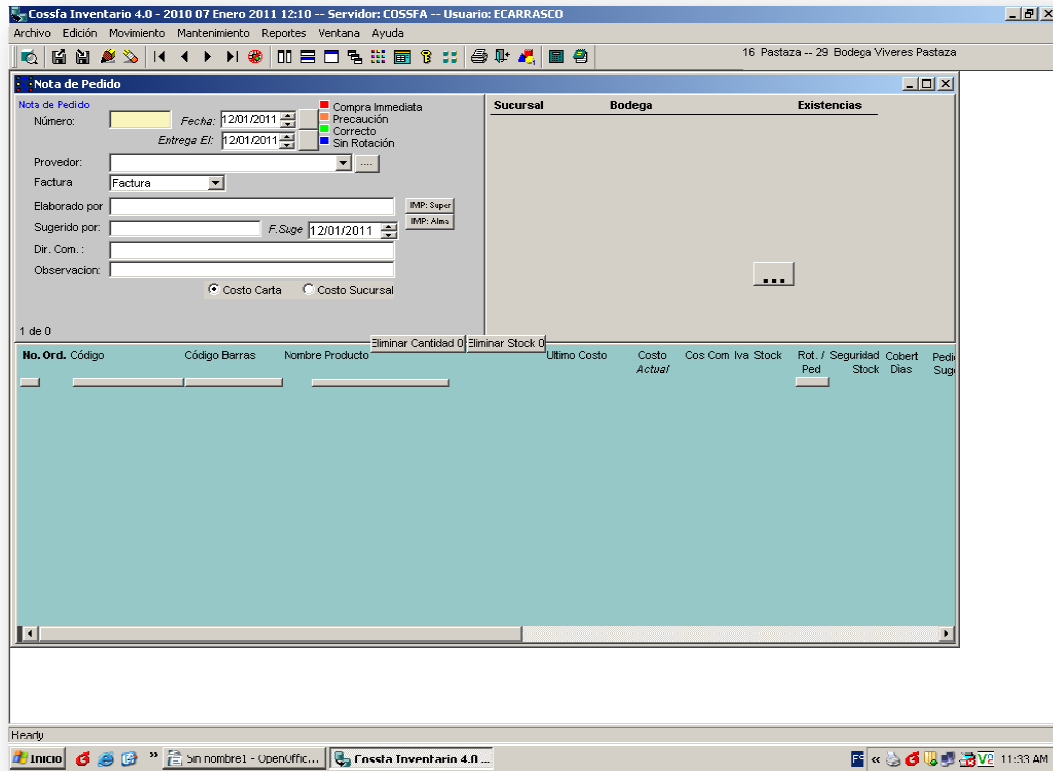 Cossfa Inventario 4.0 - 2010 07 Enero 2011 12:10 -- Servidor: COSSFA -- Usuario: ECARRASCO
Archivo Edición Movimiento Mantenimiento Reportes Ventana Ayuda
16 Pastaza -- 29 Bodega Viveres Pastaza
Nota de Pedido
Nota de Pedido
Número:
Fecha: 12/01/2011
Entrega El: 12/01/2011
Compra Immediata
Precaución
Correcto
Sin Rotación
Provedor:
....
Factura Factura
Elaborado por
IMP: Super
Sugerido por:
F.Suge 12/01/2011
IMP: Alma
Dir. Com. :
Observacion:
Costo Carta Costo Sucursal
1 de 0
Sucursal Bodega Existencias
...
Eliminar Cantidad 0 Eliminar Stock 0
No. Ord. Código Código Barras Nombre Producto Ultimo Costo Costo Actual Cos Com Iva Stock Rot. / Ped Seguridad Stock Cobert Dias Pedi Suge
Ready
Inicio
Sin nombre1 - OpenOffic...
Cossfa Inventario 4.0 ...
ES
11:33 AM